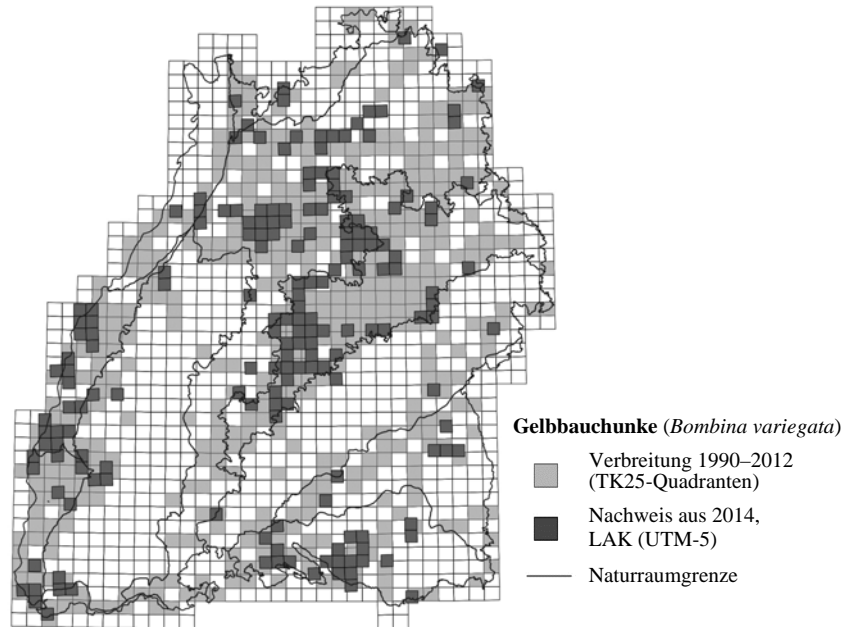 Gelbbauchunke (Bombina variegata)
Verbreitung 1990–2012
(TK25-Quadranten)
Nachweis aus 2014,
LAK (UTM-5)
Naturraumgrenze